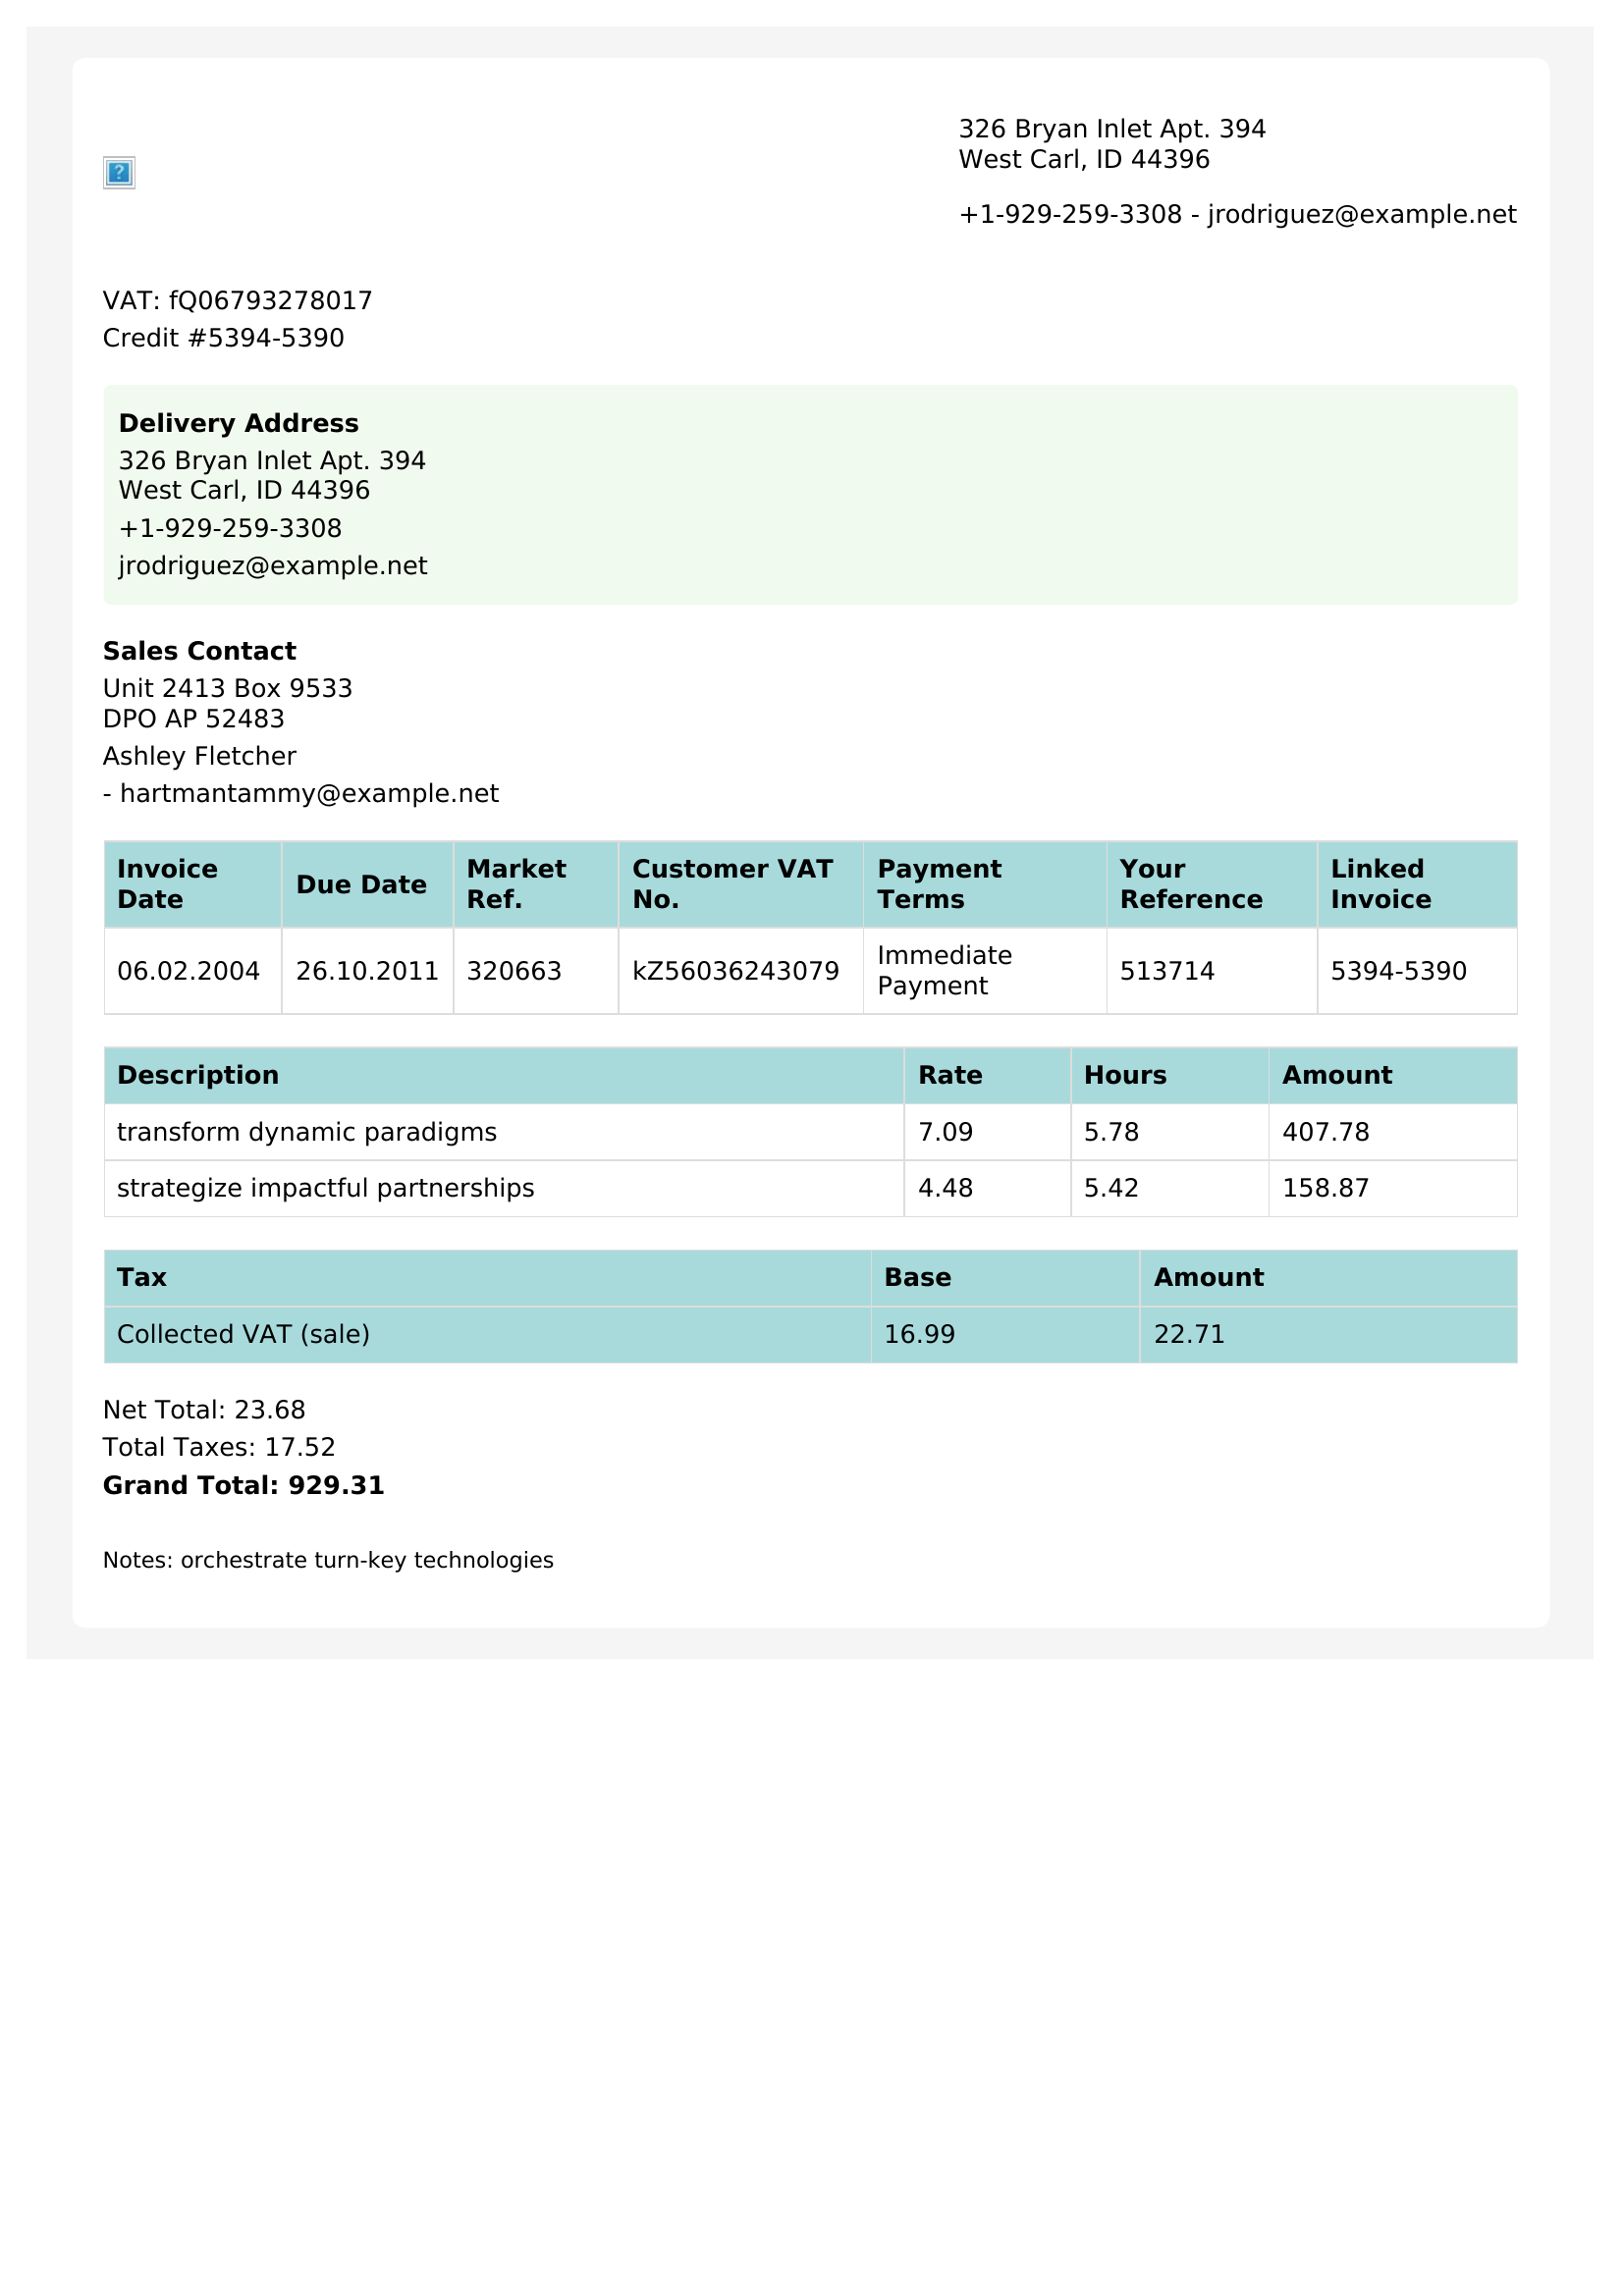 326 Bryan Inlet Apt. 394
West Carl, ID 44396
+1-929-259-3308 - jrodriguez@example.net
VAT: fQ06793278017
Credit #5394-5390
Delivery Address
326 Bryan Inlet Apt. 394
West Carl, ID 44396
+1-929-259-3308
jrodriguez@example.net
Sales Contact
Unit 2413 Box 9533
DPO AP 52483
Ashley Fletcher
- hartmantammy@example.net
Invoice Date Due Date Market Ref. Customer VAT No. Payment Terms Your Reference Linked Invoice
06.02.2004 26.10.2011 320663 kZ56036243079 Immediate Payment 513714 5394-5390
Description Rate Hours Amount
transform dynamic paradigms 7.09 5.78 407.78
strategize impactful partnerships 4.48 5.42 158.87
Tax Base Amount
Collected VAT (sale) 16.99 22.71
Net Total: 23.68
Total Taxes: 17.52
Grand Total: 929.31
Notes: orchestrate turn-key technologies